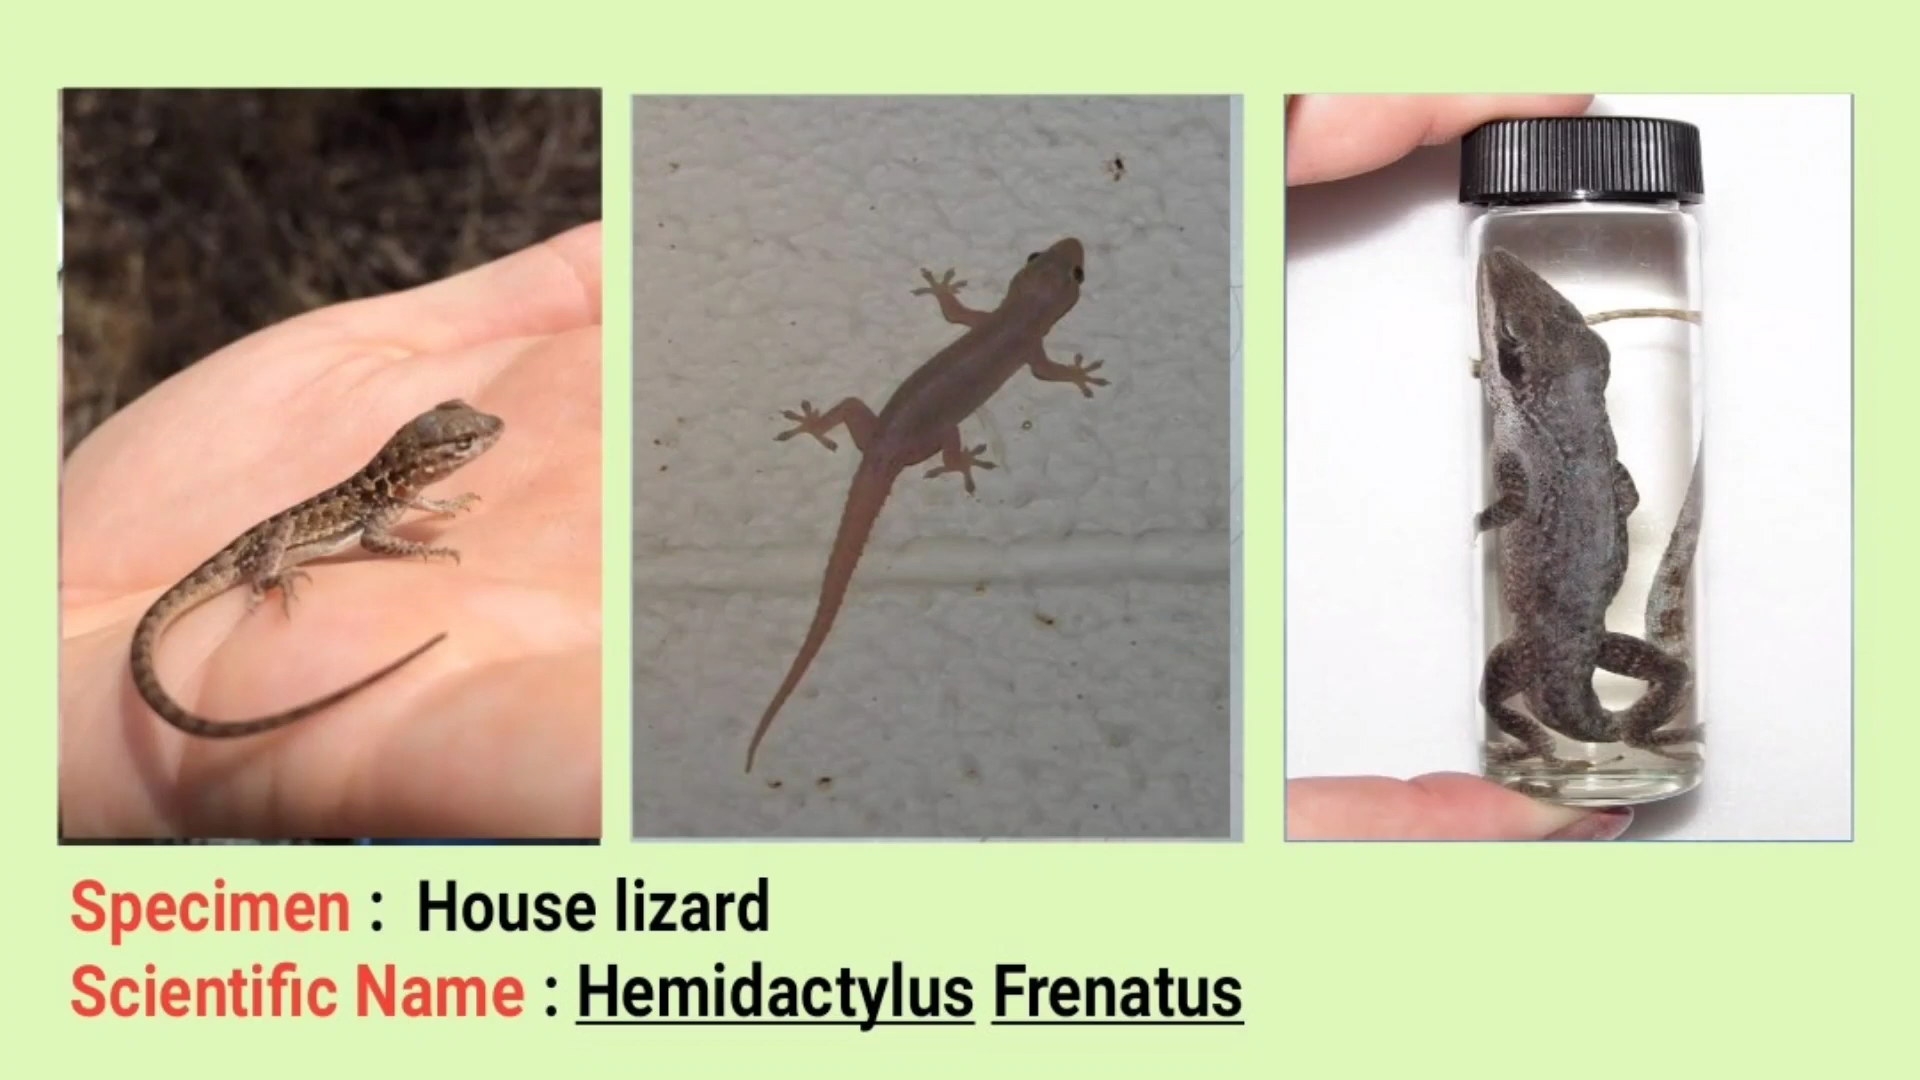 Specimen : House lizard
Scientific Name : Hemidactylus Frenatus